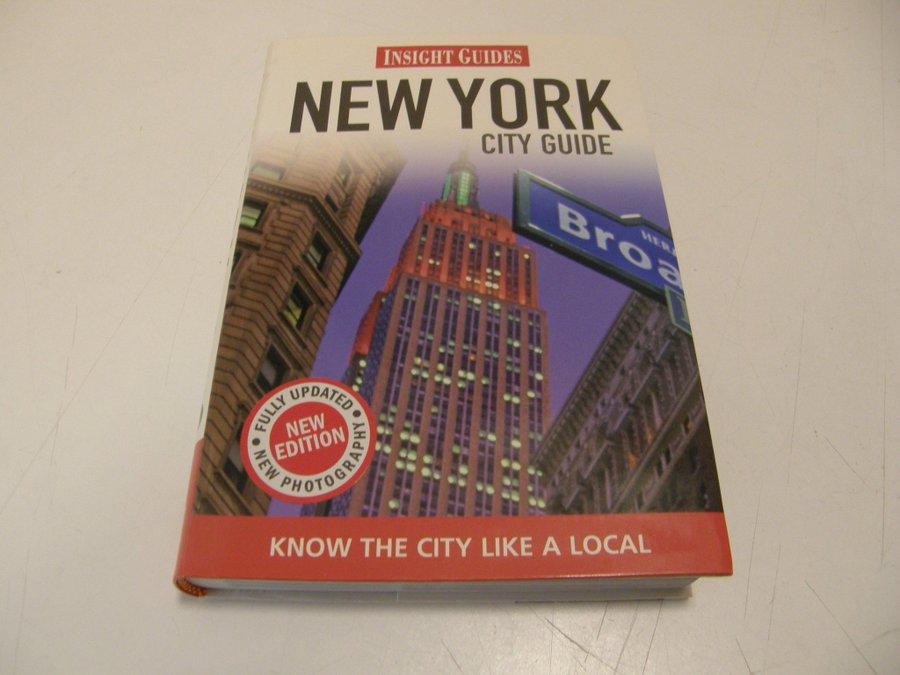 INSIGHT GUIDES
NEW YORK
CITY GUIDE
Broa
FULLY UPDATED
NEW
EDITION
NEW PHOTOGRAPHY
KNOW THE CITY LIKE A LOCAL